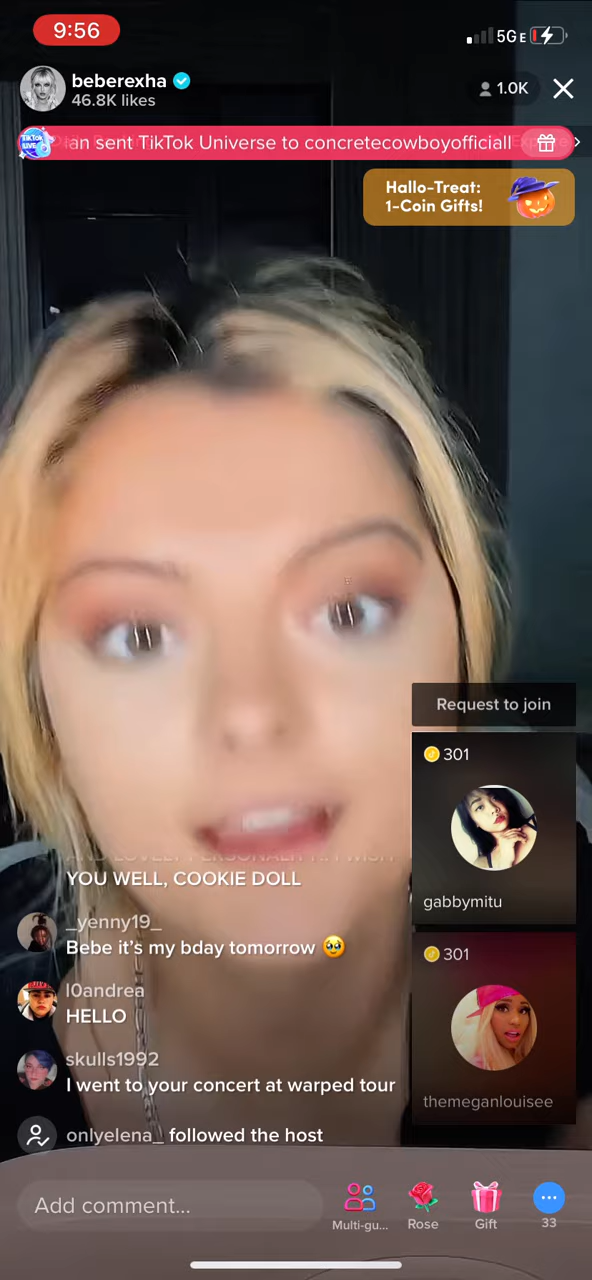 9:56
5G E
beberexha
46.8K likes
1.0K
TikTok
LIVE
an sent TikTok Universe to concretecowboyofficiall
Hallo-Treat:
1-Coin Gifts!
Request to join
301
gabbymitu
YOU WELL, COOKIE DOLL
_yenny19_
Bebe it's my bday tomorrow 🥹
l0andrea
HELLO
skulls1992
I went to your concert at warped tour
301
themeganlouisee
onlyelena_ followed the host
Add comment...
Multi-gu...
Rose
Gift
33